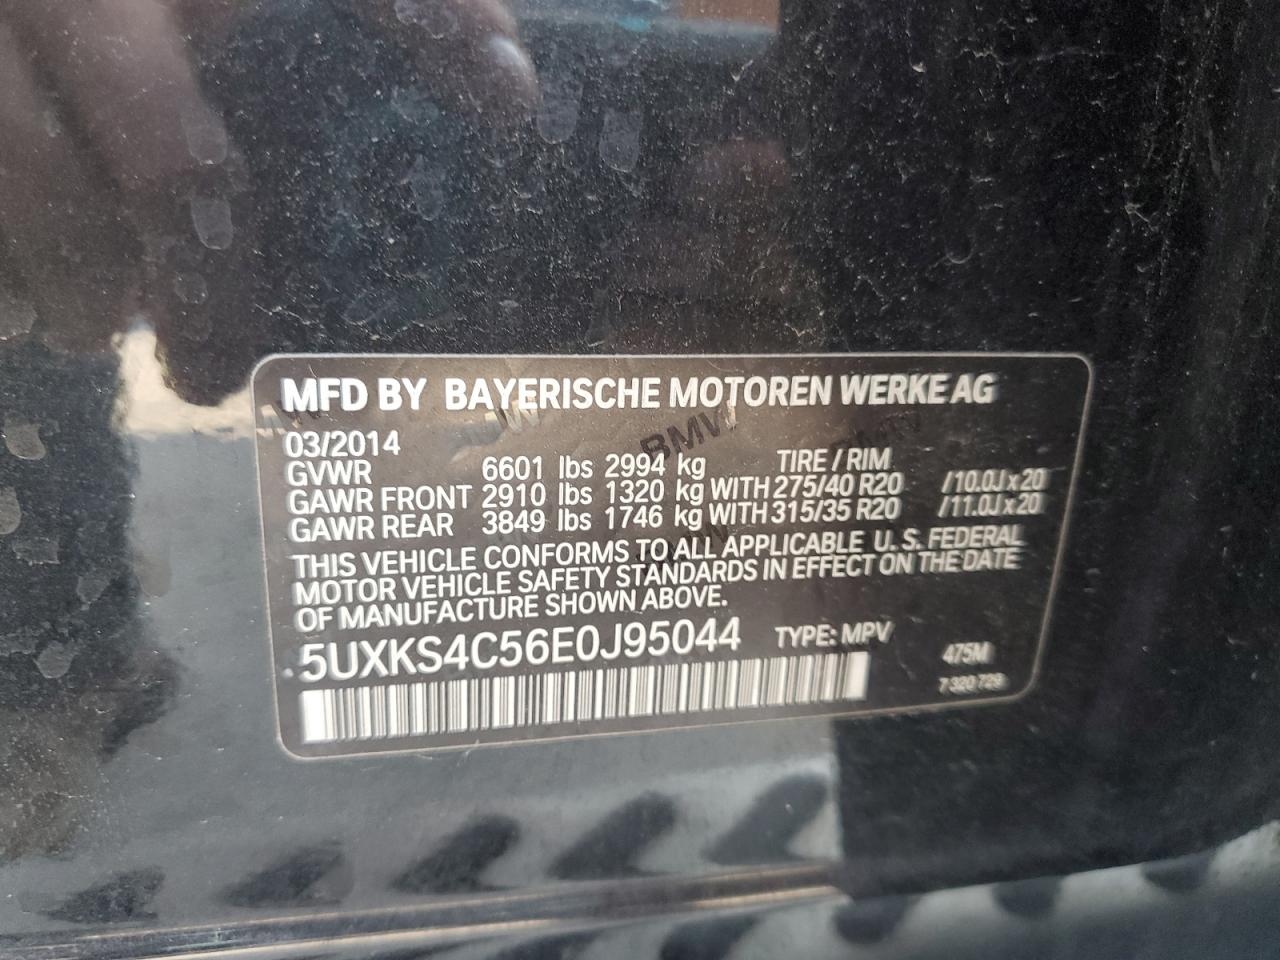 MFD BY BAYERISCHE MOTOREN WERKE AG
03/2014
GVWR 6601 lbs 2994 kg TIRE / RIM
GAWR FRONT 2910 lbs 1320 kg WITH 275/40 R20 /10.0J x 20
GAWR REAR 3849 lbs 1746 kg WITH 315/35 R20 /11.0J x 20
THIS VEHICLE CONFORMS TO ALL APPLICABLE U. S. FEDERAL
MOTOR VEHICLE SAFETY STANDARDS IN EFFECT ON THE DATE
OF MANUFACTURE SHOWN ABOVE.
5UXKS4C56E0J95044 TYPE: MPV
475M
7 320 729
BMW
BMW
BMW